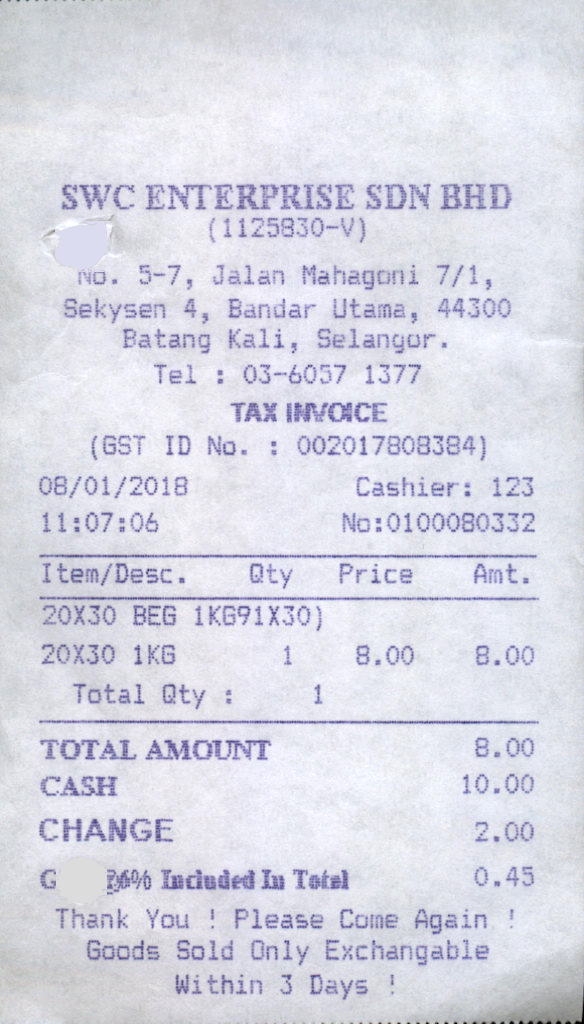 SWC ENTERPRISE SDN BHD
(1125830-V)
No. 5-7, Jalan Mahagoni 7/1,
Sekysen 4, Bandar Utama, 44300
Batang Kali, Selangor.
Tel : 03-6057 1377
TAX INVOICE
(GST ID No. : 002017808384)
08/01/2018 Cashier: 123
11:07:06 No:0100080332
Item/Desc. Qty Price Amt.
20X30 BEG 1KG91X30)
20X30 1KG 1 8.00 8.00
Total Qty : 1
TOTAL AMOUNT 8.00
CASH 10.00
CHANGE 2.00
6% Included In Total 0.45
Thank You ! Please Come Again !
Goods Sold Only Exchangable
Within 3 Days !